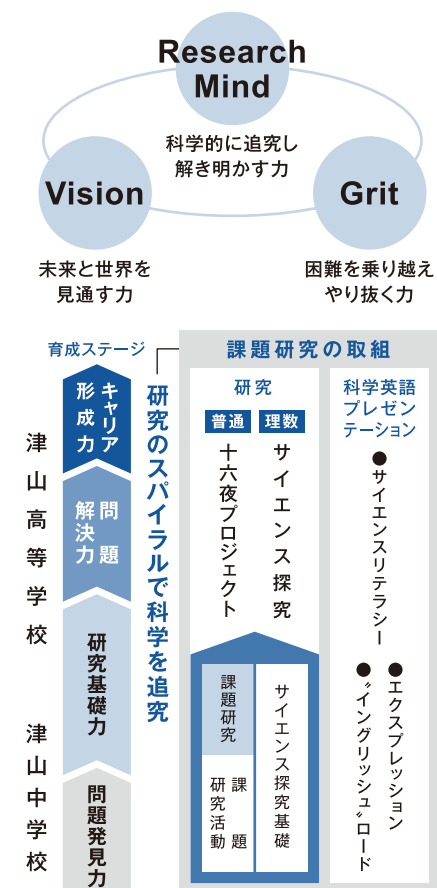 Research
Mind
科学的に追究し
解き明かす力
Vision
未来と世界を
見通す力
Grit
困難を乗り越え
やり抜く力
育成ステージ
キャリア
形成力
問題
解決力
研究基礎力
問題発見力
津山高等学校
津山中学校
研究のスパイラルで科学を追究
課題研究の取組
研究
普通
理数
十六夜プロジェクト
サイエンス探究
課題研究
課題
研究活動
サイエンス探究基礎
科学英語
プレゼン
テーション
●サイエンスリテラシー
●エクスプレッション
●〝イングリッシュ〟ロード